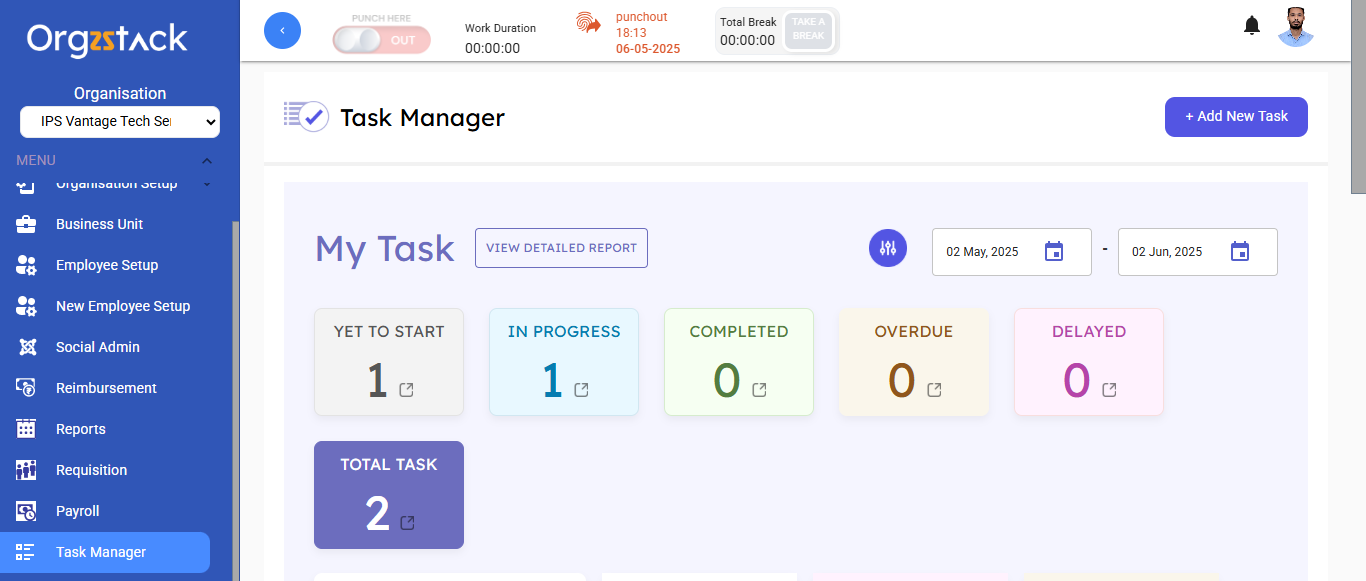 Orgzstack
Organisation
IPS Vantage Tech Ser
MENU
Organisation Setup
Business Unit
Employee Setup
New Employee Setup
Social Admin
Reimbursement
Reports
Requisition
Payroll
Task Manager
PUNCH HERE
OUT
Work Duration
00:00:00
punchout
18:13
06-05-2025
Total Break
00:00:00
TAKE A
BREAK
Task Manager
+ Add New Task
My Task
VIEW DETAILED REPORT
02 May, 2025
-
02 Jun, 2025
YET TO START
1
IN PROGRESS
1
COMPLETED
0
OVERDUE
0
DELAYED
0
TOTAL TASK
2